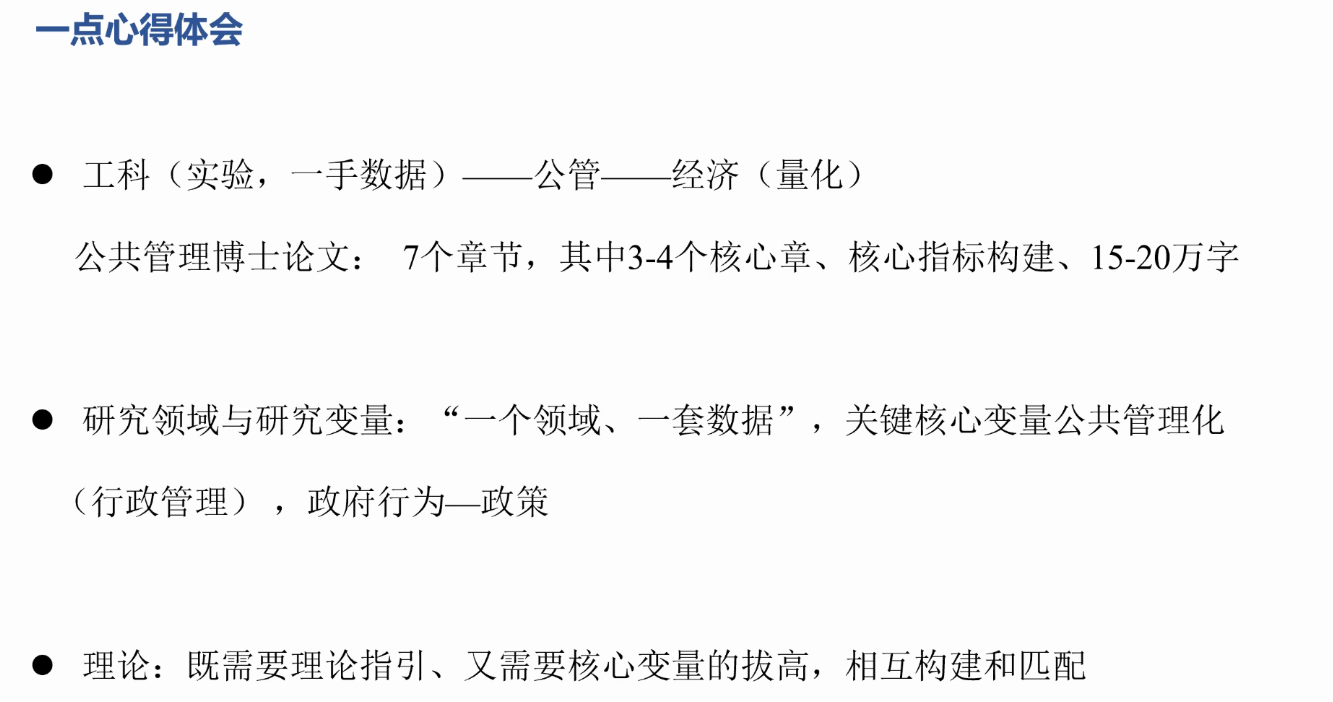 一点心得体会
● 工科（实验，一手数据）——公管——经济（量化）
公共管理博士论文： 7个章节，其中3-4个核心章、核心指标构建、15-20万字
● 研究领域与研究变量：“一个领域、一套数据”，关键核心变量公共管理化
（行政管理），政府行为—政策
● 理论：既需要理论指引、又需要核心变量的拔高，相互构建和匹配